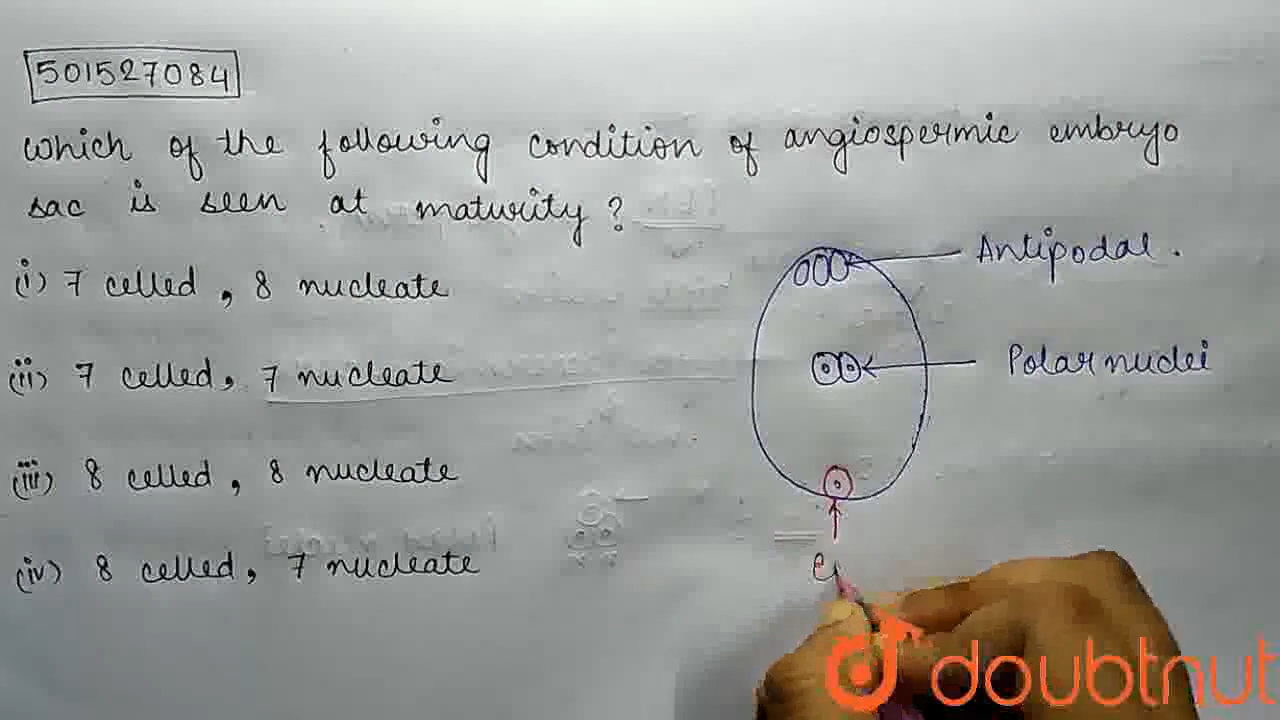 501527084
which of the following condition of angiospermic embryo
sac is seen at maturity?
(i) 7 celled, 8 nucleate
Antipodal.
(ii) 7 celled, 7 nucleate
Polar nuclei
(iii) 8 celled, 8 nucleate
(iv) 8 celled, 7 nucleate
doubtnut